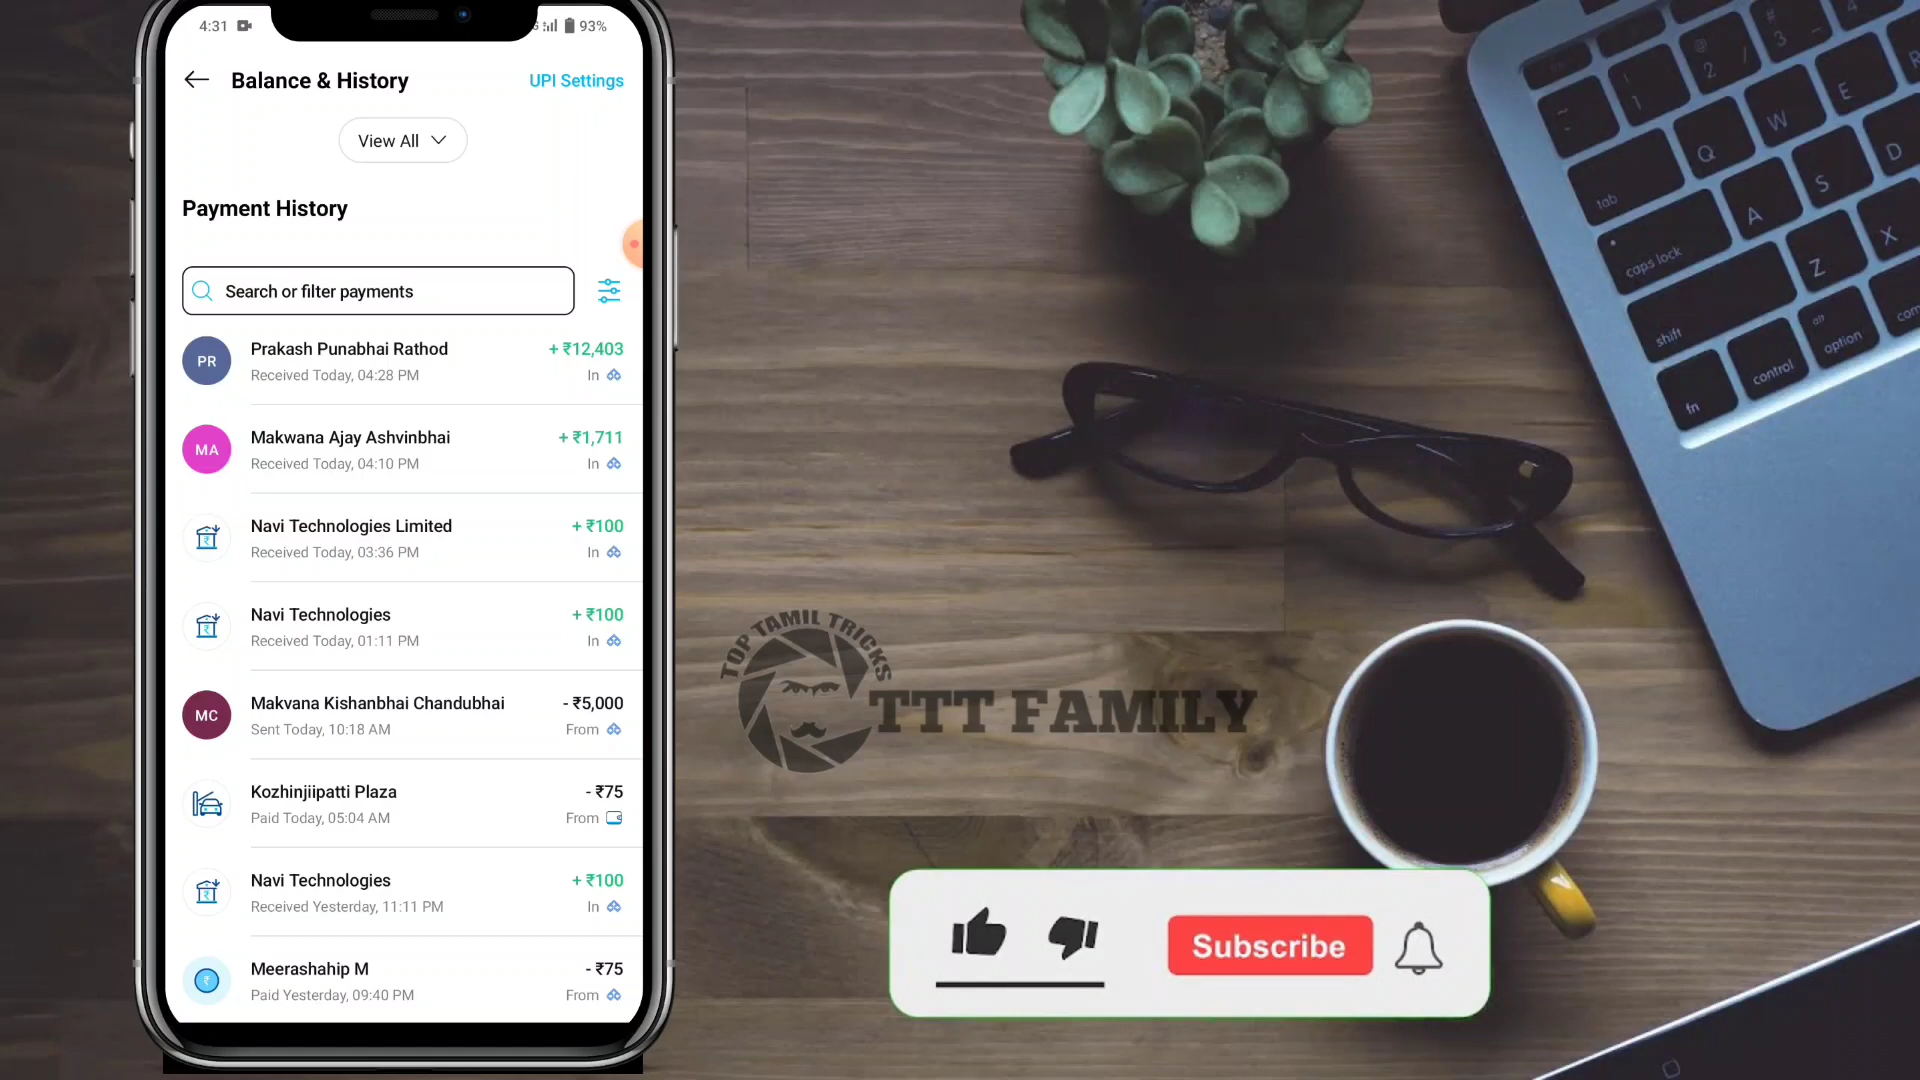 4:31
93%
Balance & History
UPI Settings
View All
Payment History
Search or filter payments
PR
Prakash Punabhai Rathod
+ ₹12,403
Received Today, 04:28 PM
In
MA
Makwana Ajay Ashvinbhai
+ ₹1,711
Received Today, 04:10 PM
In
Navi Technologies Limited
+ ₹100
Received Today, 03:36 PM
In
Navi Technologies
+ ₹100
Received Today, 01:11 PM
In
MC
Makvana Kishanbhai Chandubhai
- ₹5,000
Sent Today, 10:18 AM
From
Kozhinjiipatti Plaza
- ₹75
Paid Today, 05:04 AM
From
Navi Technologies
+ ₹100
Received Yesterday, 11:11 PM
In
Meerashahip M
- ₹75
Paid Yesterday, 09:40 PM
From
TOP TAMIL TRICKS
TTT FAMILY
Subscribe
~
1
@
2
#
3
4
tab
Q
W
E
R
caps lock
A
S
D
shift
Z
X
fn
control
alt
option